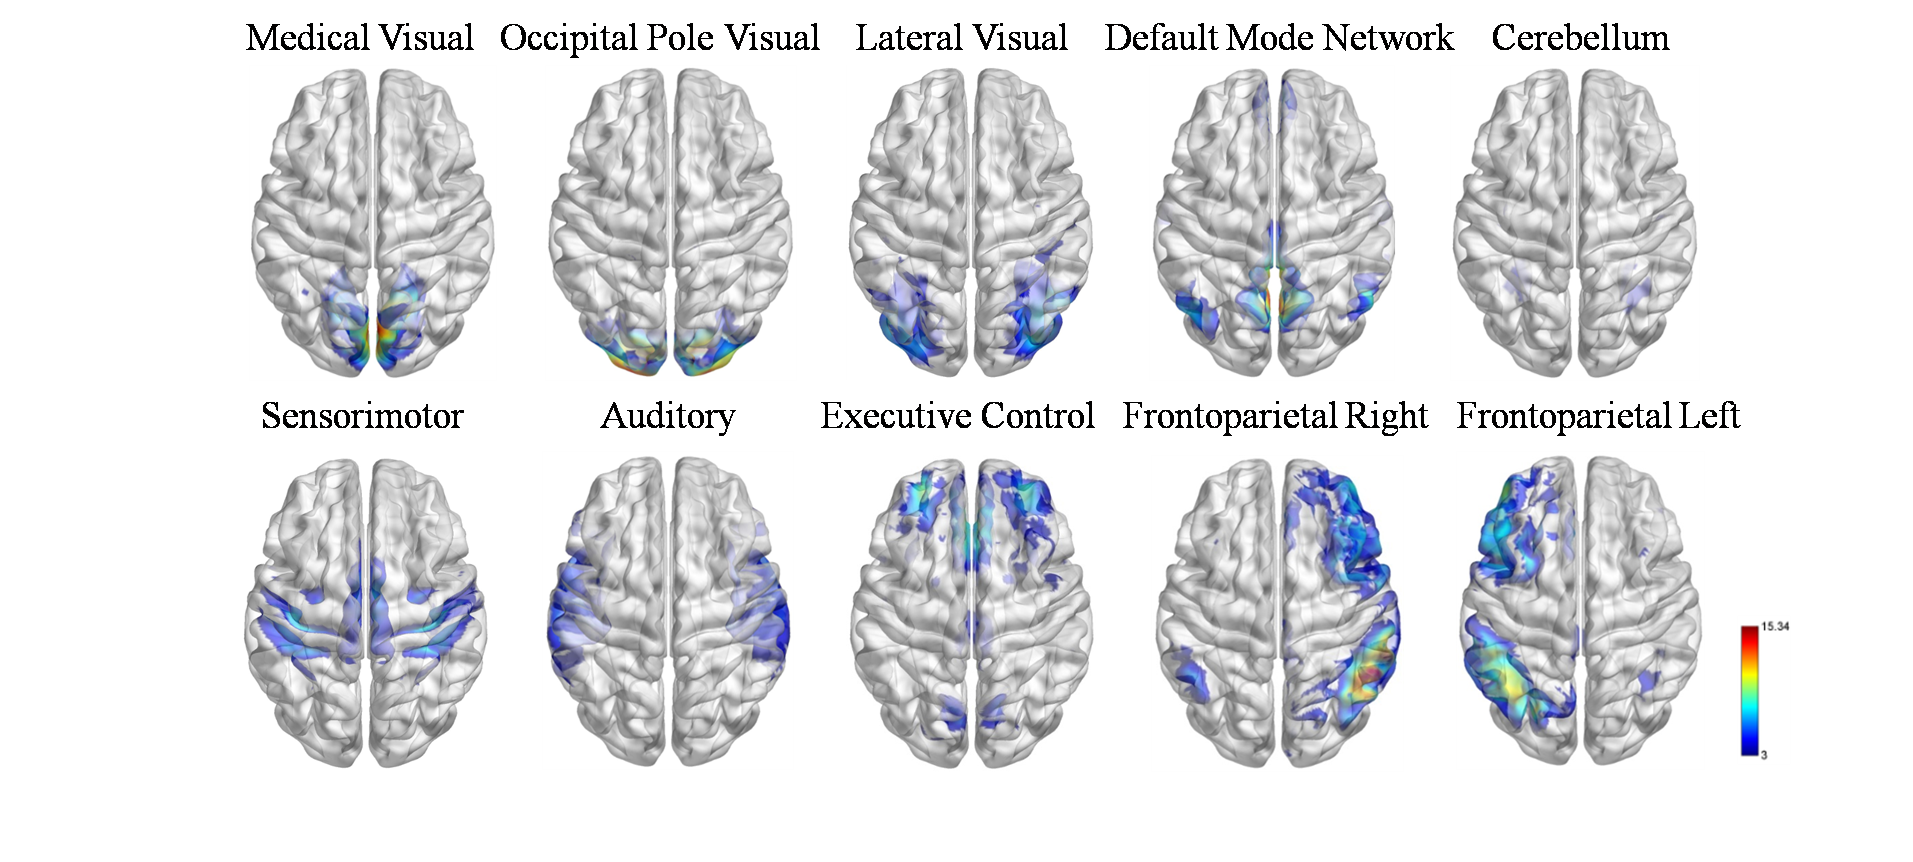 Medical Visual
Occipital Pole Visual
Lateral Visual
Default Mode Network
Cerebellum
Sensorimotor
Auditory
Executive Control
Frontoparietal Right
Frontoparietal Left
15.34
3